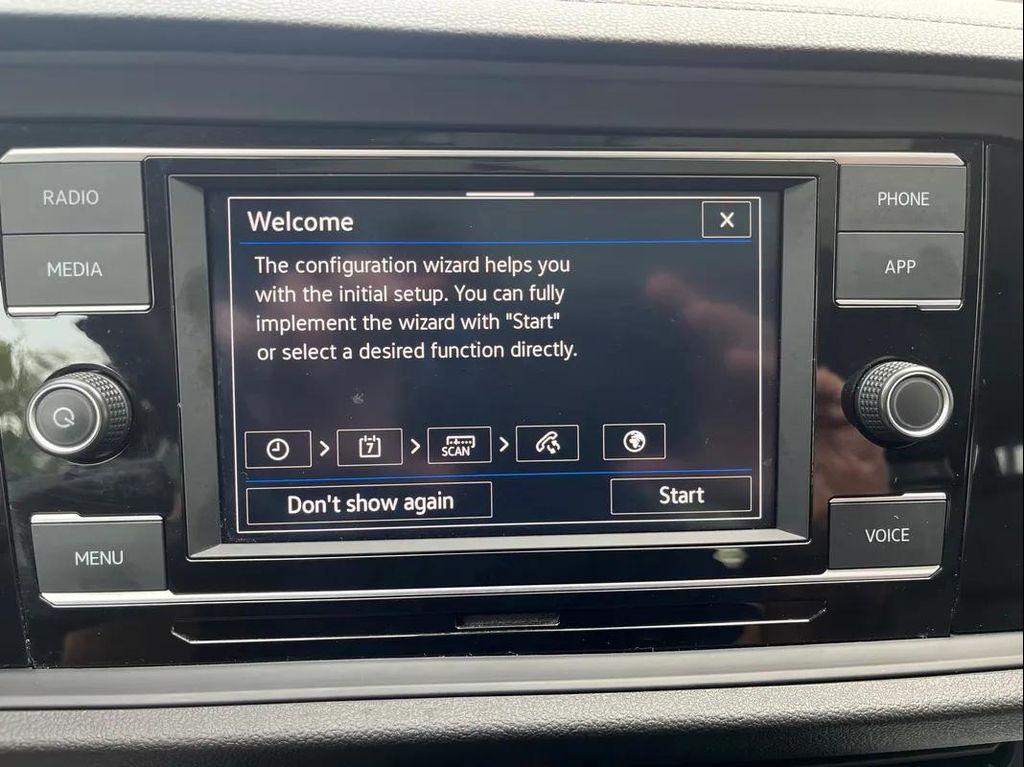 RADIO
MEDIA
MENU
Welcome
X
The configuration wizard helps you
with the initial setup. You can fully
implement the wizard with "Start"
or select a desired function directly.
7
SCAN
Don't show again
Start
PHONE
APP
VOICE